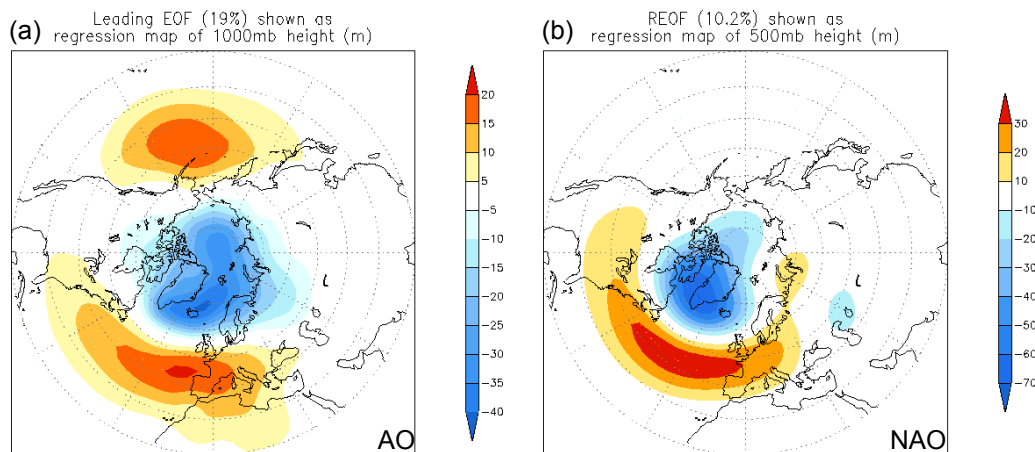 (a)
Leading EOF (19%) shown as
regression map of 1000mb height (m)
20
15
10
5
-5
-10
-15
-20
-25
-30
-35
-40
AO
(b)
REOF (10.2%) shown as
regression map of 500mb height (m)
30
20
10
-10
-20
-30
-40
-50
-60
-70
NAO